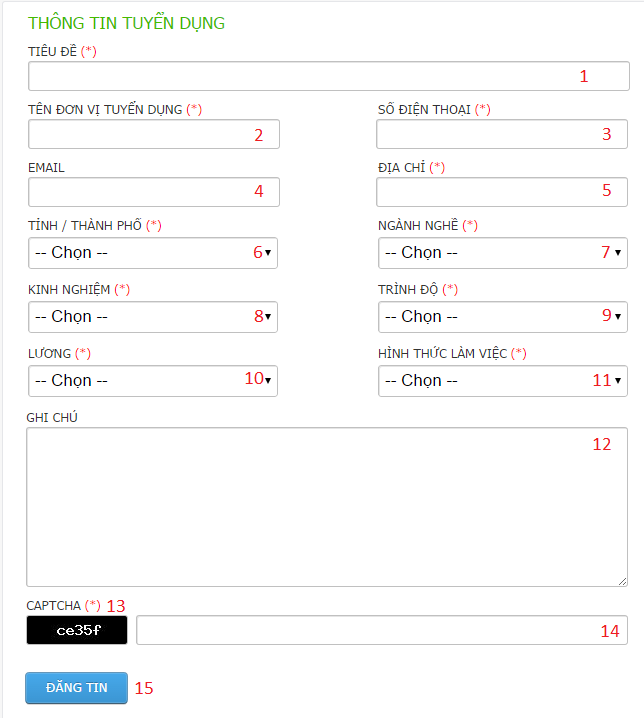 THÔNG TIN TUYỂN DỤNG
TIÊU ĐỀ (*)
1
TÊN ĐƠN VỊ TUYỂN DỤNG (*) SỐ ĐIỆN THOẠI (*)
2 3
EMAIL ĐỊA CHỈ (*)
4 5
TỈNH / THÀNH PHỐ (*) NGÀNH NGHỀ (*)
-- Chọn -- 6 -- Chọn -- 7
KINH NGHIỆM (*) TRÌNH ĐỘ (*)
-- Chọn -- 8 -- Chọn -- 9
LƯƠNG (*) HÌNH THỨC LÀM VIỆC (*)
-- Chọn -- 10 -- Chọn -- 11
GHI CHÚ
12
CAPTCHA (*) 13
ce35f 14
ĐĂNG TIN 15